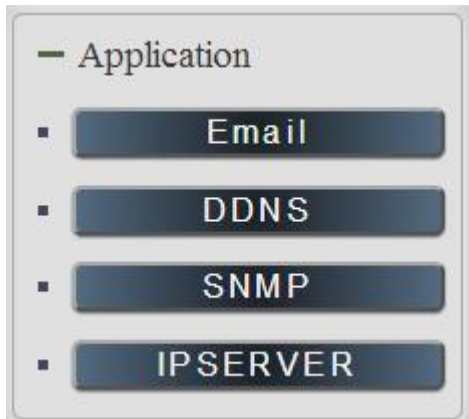 Application
Email
DDNS
SNMP
IPSERVER